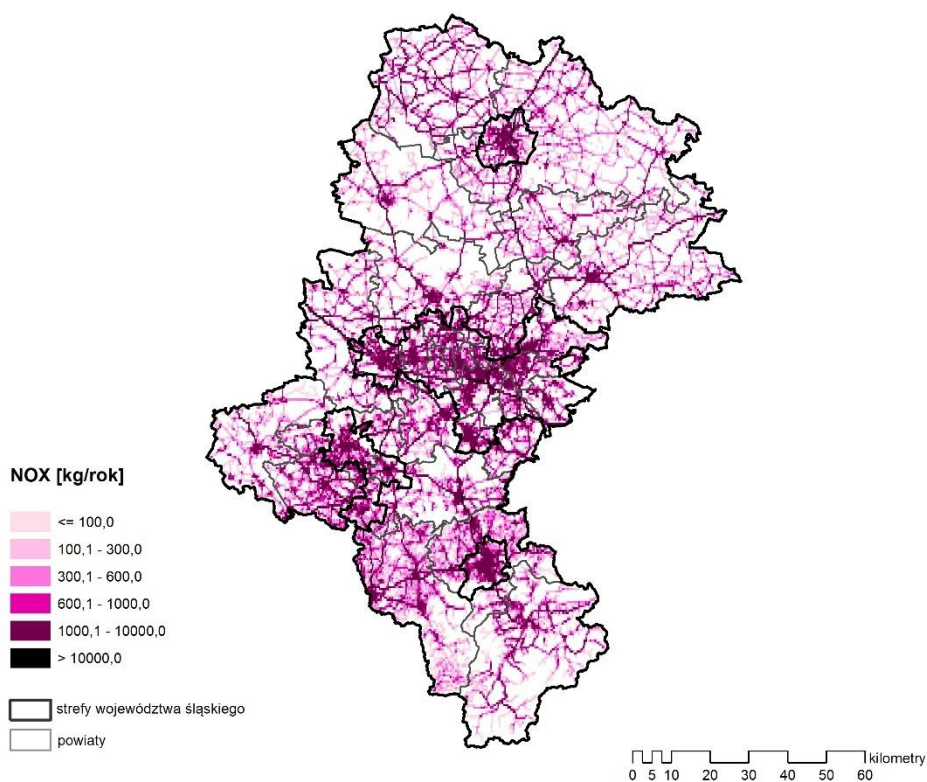 NOX [kg/rok]
<= 100,0
100,1 - 300,0
300,1 - 600,0
600,1 - 1000,0
1000,1 - 10000,0
> 10000,0
strefy województwa śląskiego
powiaty
kilometry
0 5 10 20 30 40 50 60